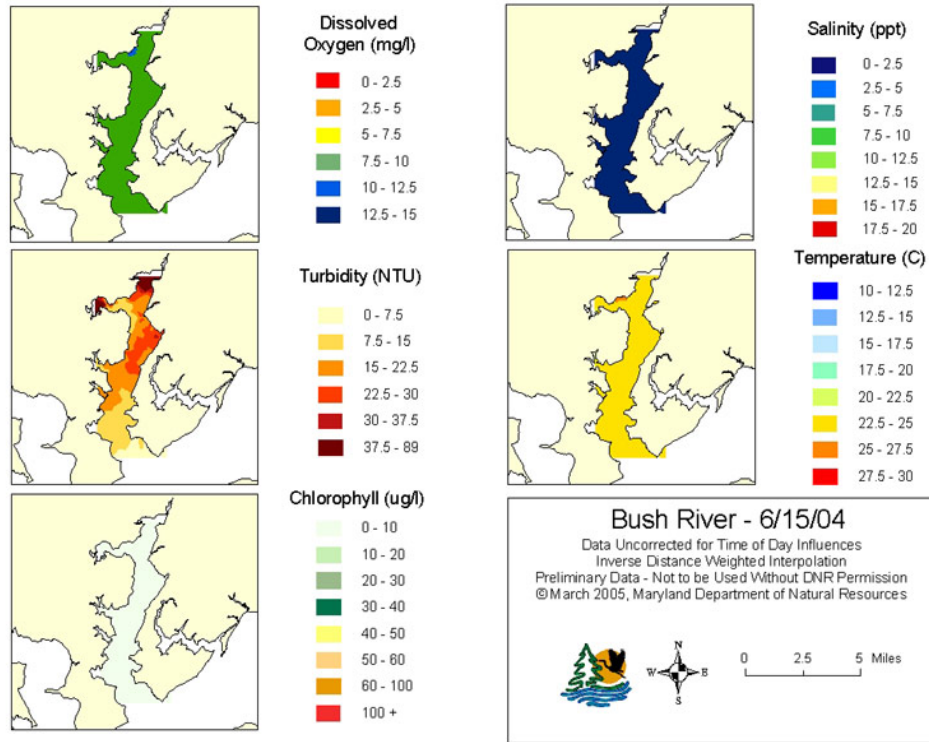 Dissolved
Oxygen (mg/l)
0 - 2.5
2.5 - 5
5 - 7.5
7.5 - 10
10 - 12.5
12.5 - 15
Salinity (ppt)
0 - 2.5
2.5 - 5
5 - 7.5
7.5 - 10
10 - 12.5
12.5 - 15
15 - 17.5
17.5 - 20
Turbidity (NTU)
0 - 7.5
7.5 - 15
15 - 22.5
22.5 - 30
30 - 37.5
37.5 - 89
Temperature (C)
10 - 12.5
12.5 - 15
15 - 17.5
17.5 - 20
20 - 22.5
22.5 - 25
25 - 27.5
27.5 - 30
Chlorophyll (ug/l)
0 - 10
10 - 20
20 - 30
30 - 40
40 - 50
50 - 60
60 - 100
100 +
Bush River - 6/15/04
Data Uncorrected for Time of Day Influences
Inverse Distance Weighted Interpolation
Preliminary Data - Not to be Used Without DNR Permission
©March 2005, Maryland Department of Natural Resources
N
W E
S
0 2.5 5 Miles